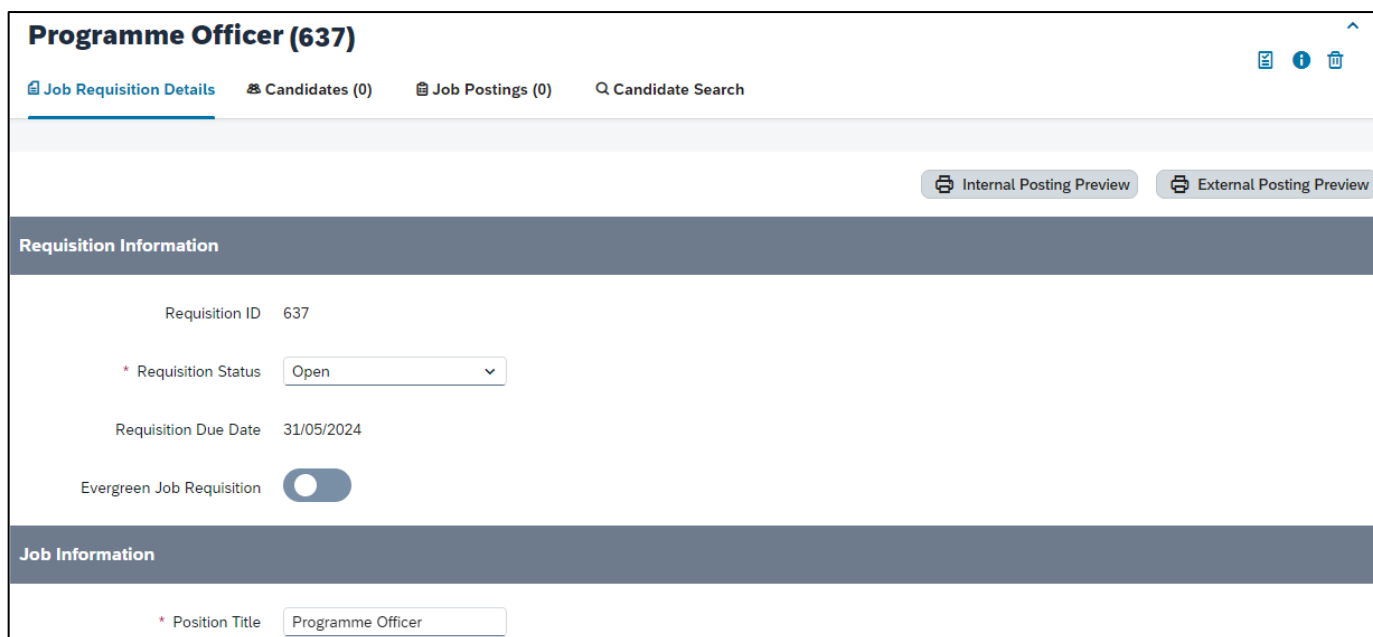 Programme Officer (637)
Job Requisition Details Candidates (0) Job Postings (0) Candidate Search
Internal Posting Preview External Posting Preview
Requisition Information
Requisition ID 637
* Requisition Status Open
Requisition Due Date 31/05/2024
Evergreen Job Requisition
Job Information
* Position Title Programme Officer